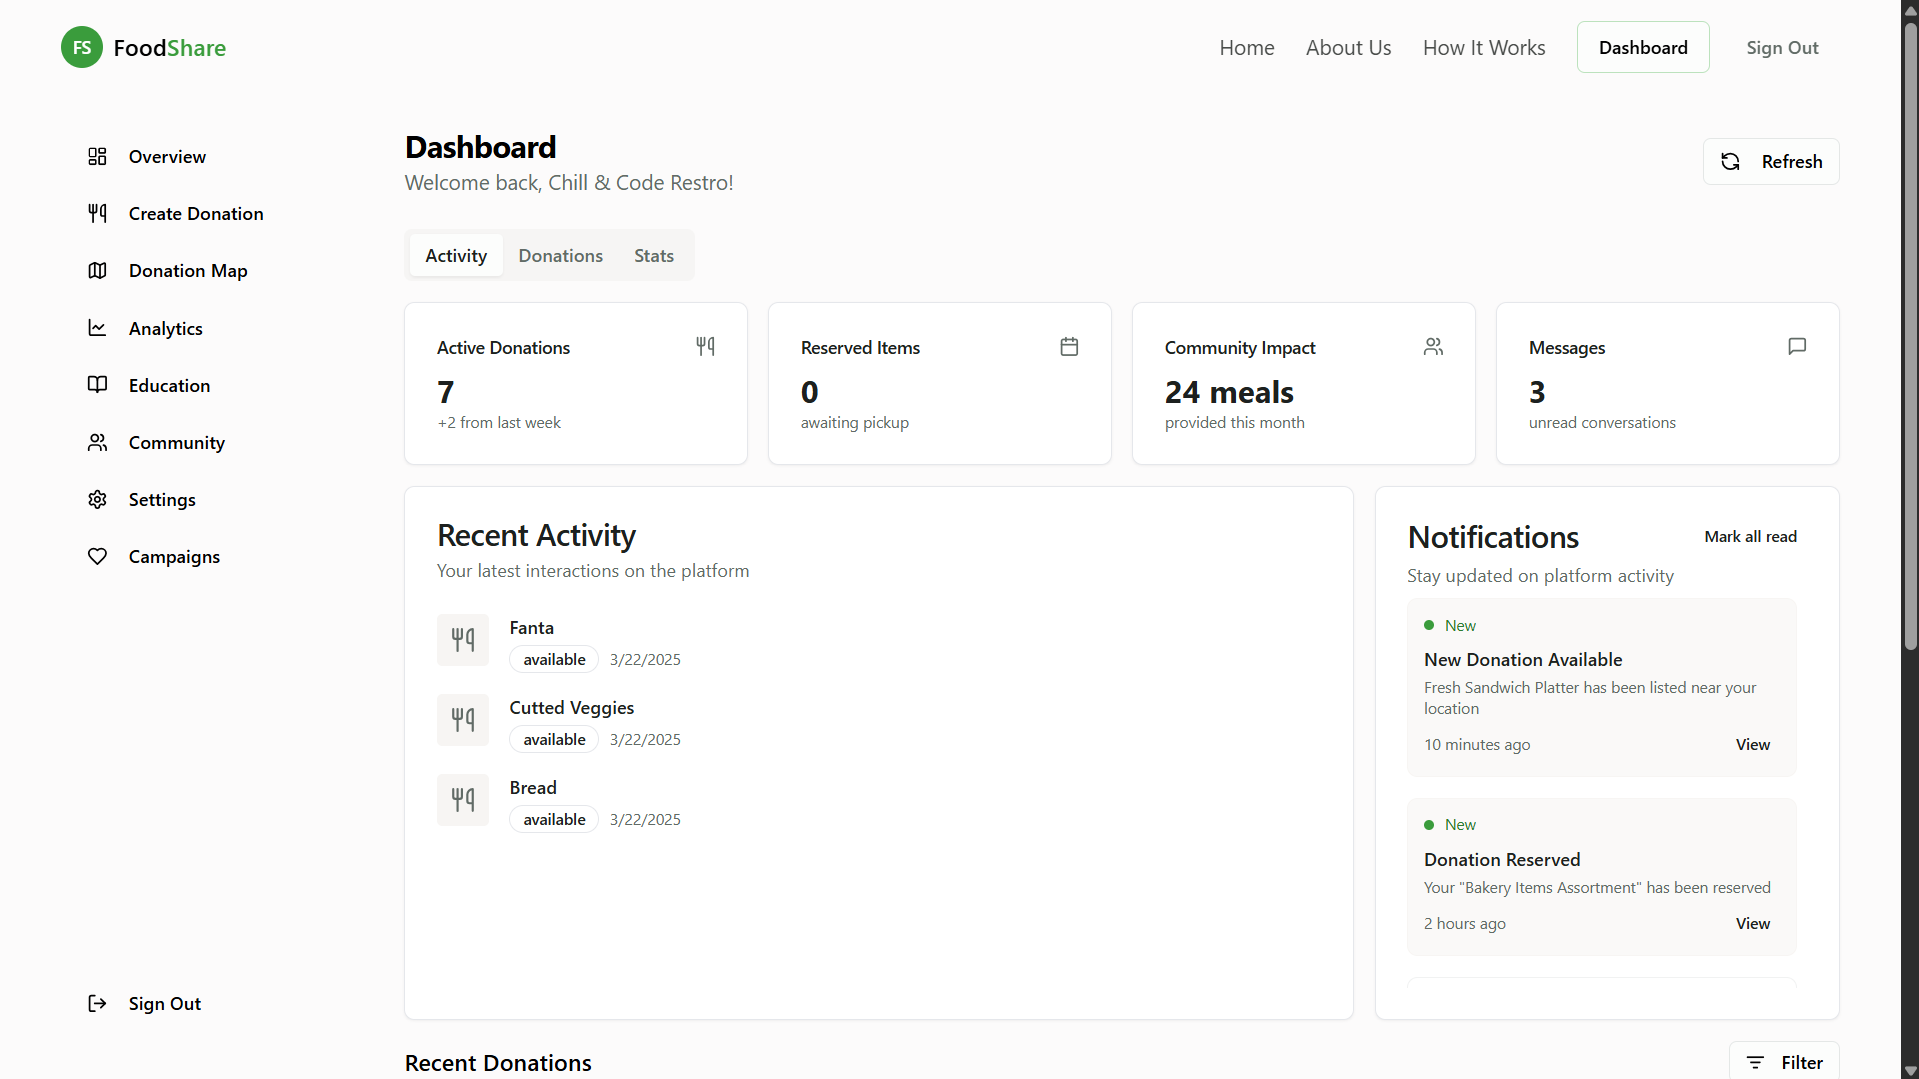 FS FoodShare
Home About Us How It Works Dashboard Sign Out
Overview
Create Donation
Donation Map
Analytics
Education
Community
Settings
Campaigns
Sign Out
Dashboard
Welcome back, Chill & Code Restro!
Refresh
Activity Donations Stats
Active Donations
7
+2 from last week
Reserved Items
0
awaiting pickup
Community Impact
24 meals
provided this month
Messages
3
unread conversations
Recent Activity
Your latest interactions on the platform
Fanta
available 3/22/2025
Cutted Veggies
available 3/22/2025
Bread
available 3/22/2025
Notifications Mark all read
Stay updated on platform activity
New
New Donation Available
Fresh Sandwich Platter has been listed near your
location
10 minutes ago View
New
Donation Reserved
Your "Bakery Items Assortment" has been reserved
2 hours ago View
Recent Donations
Filter